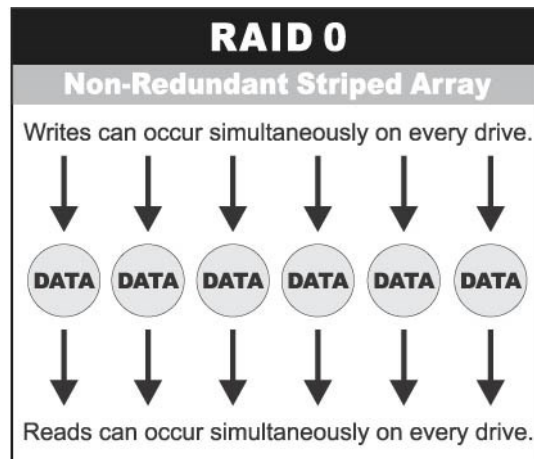 RAID 0
Non-Redundant Striped Array
Writes can occur simultaneously on every drive.
DATA DATA DATA DATA DATA DATA
Reads can occur simultaneously on every drive.